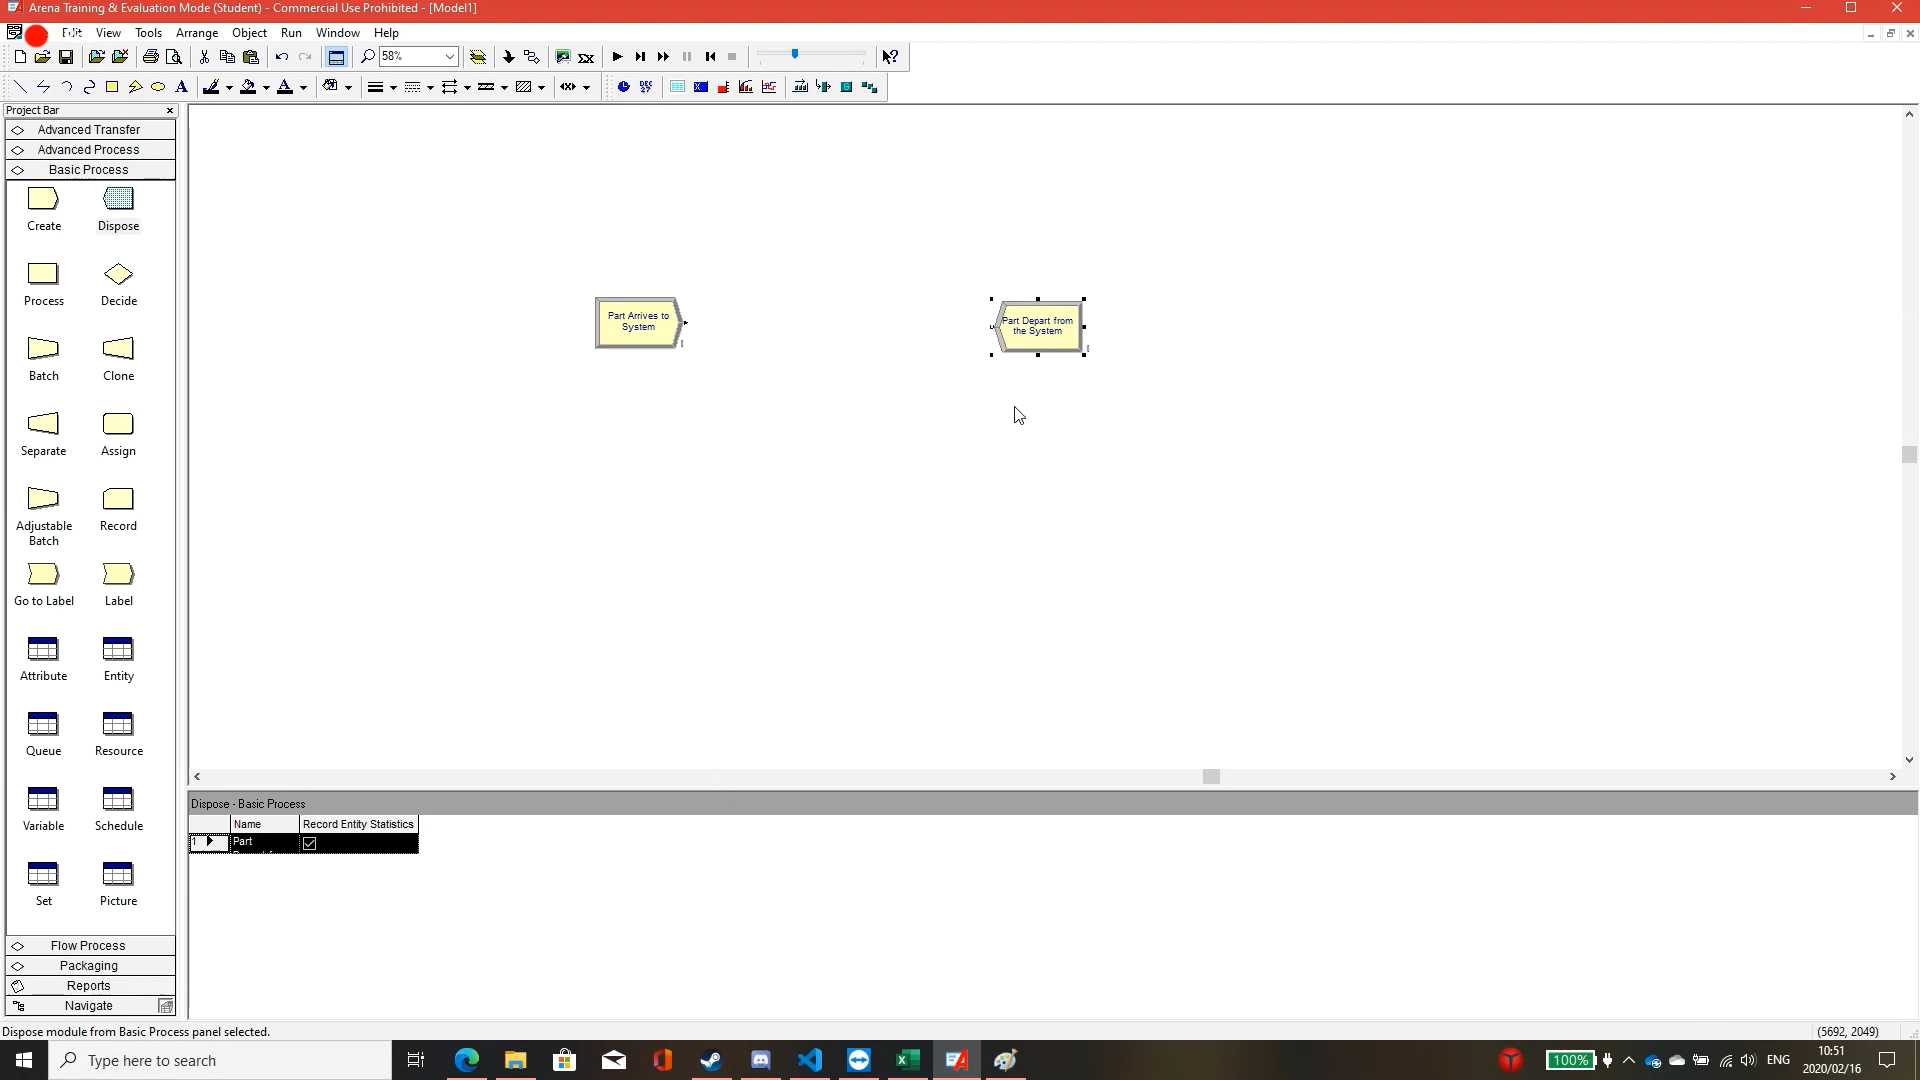 Arena Training & Evaluation Mode (Student) - Commercial Use Prohibited - [Model1]
Edit View Tools Arrange Object Run Window Help
58%
A
A
DEC
Project Bar
Advanced Transfer
Advanced Process
Basic Process
Create Dispose
Process Decide
Batch Clone
Separate Assign
Adjustable Record
Batch
Go to Label Label
Attribute Entity
Queue Resource
Variable Schedule
Set Picture
Flow Process
Packaging
Reports
Navigate
Part Arrives to
System
Part Depart from
the System
Dispose - Basic Process
Name Record Entity Statistics
1 Part
Dispose module from Basic Process panel selected.
(5692, 2049)
Type here to search
100%
ENG
10:51
2020/02/16